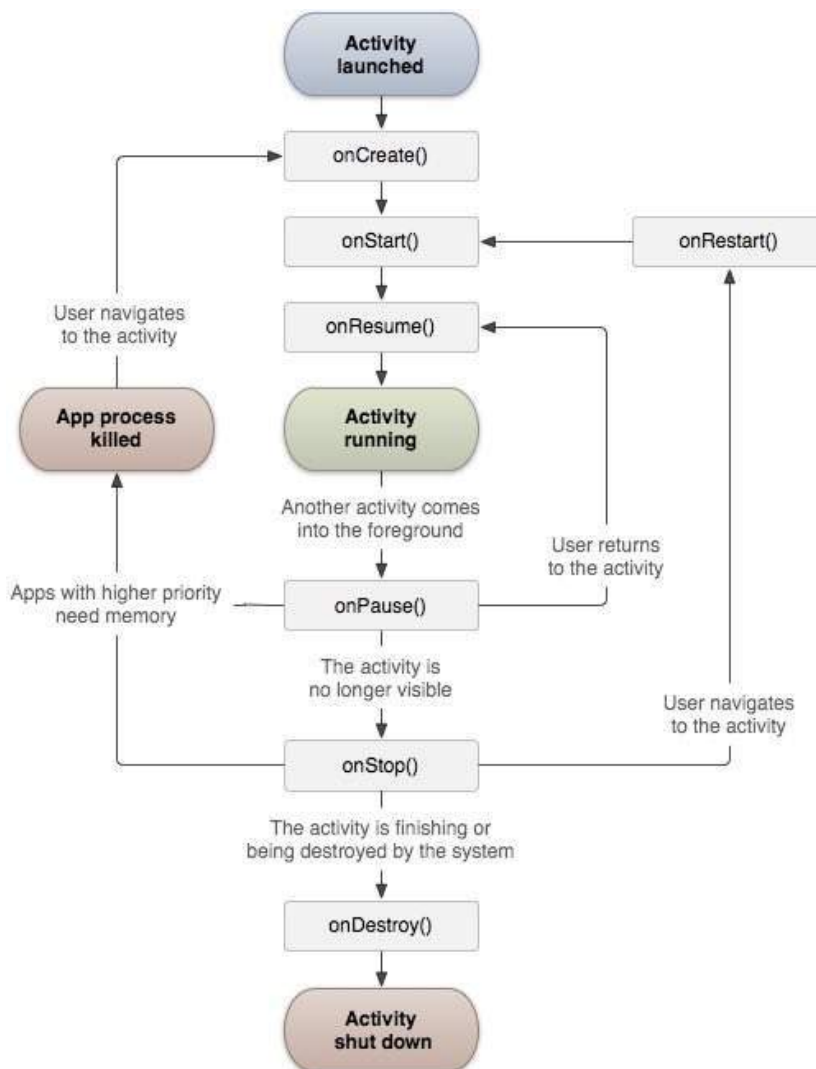 Activity
launched
onCreate()
onStart()
onRestart()
User navigates
to the activity
onResume()
App process
killed
Activity
running
Another activity comes
into the foreground
User returns
to the activity
Apps with higher priority
need memory
onPause()
The activity is
no longer visible
User navigates
to the activity
onStop()
The activity is finishing or
being destroyed by the system
onDestroy()
Activity
shut down